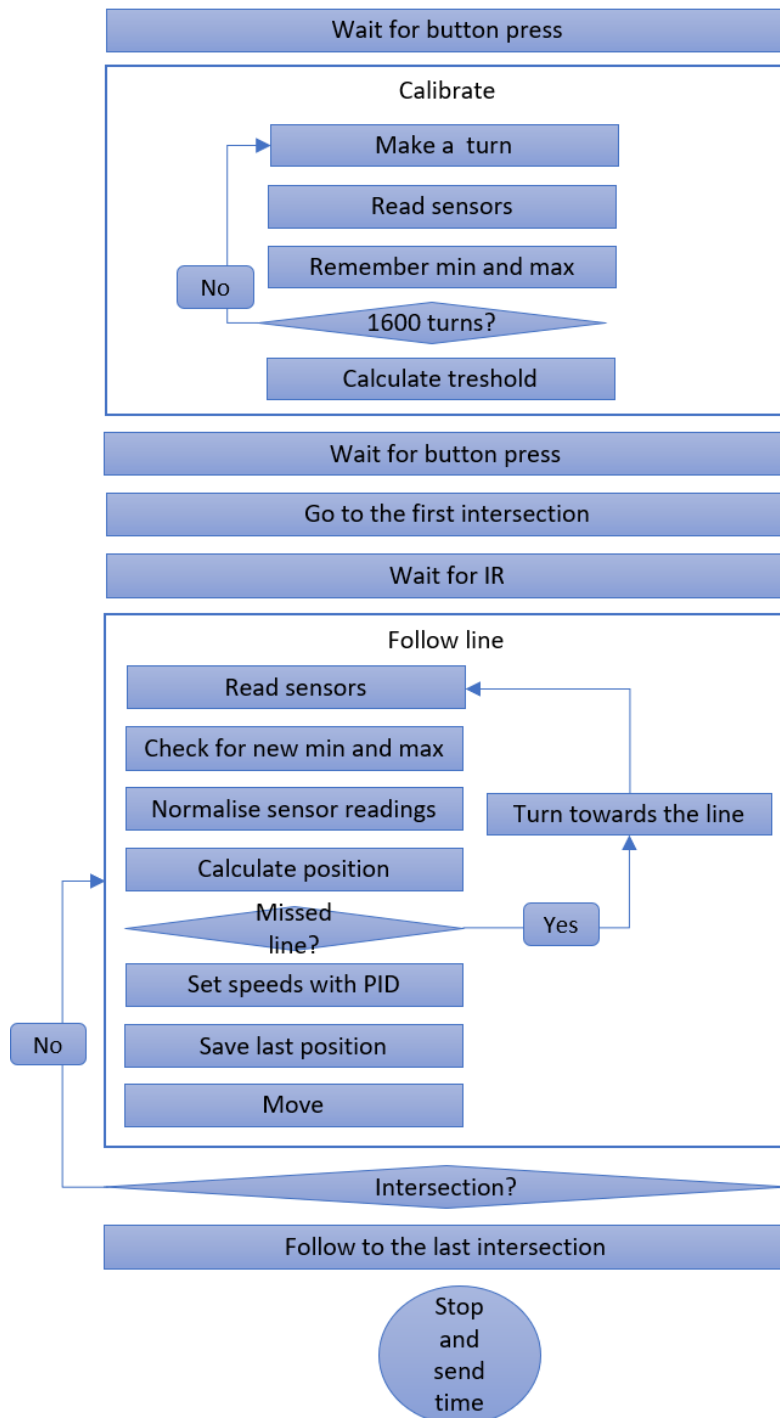 Wait for button press
Calibrate
Make a turn
Read sensors
Remember min and max
No
1600 turns?
Calculate treshold
Wait for button press
Go to the first intersection
Wait for IR
Follow line
Read sensors
Check for new min and max
Normalise sensor readings
Turn towards the line
Calculate position
Missed
line?
Yes
Set speeds with PID
No
Save last position
Move
Intersection?
Follow to the last intersection
Stop
and
send
time